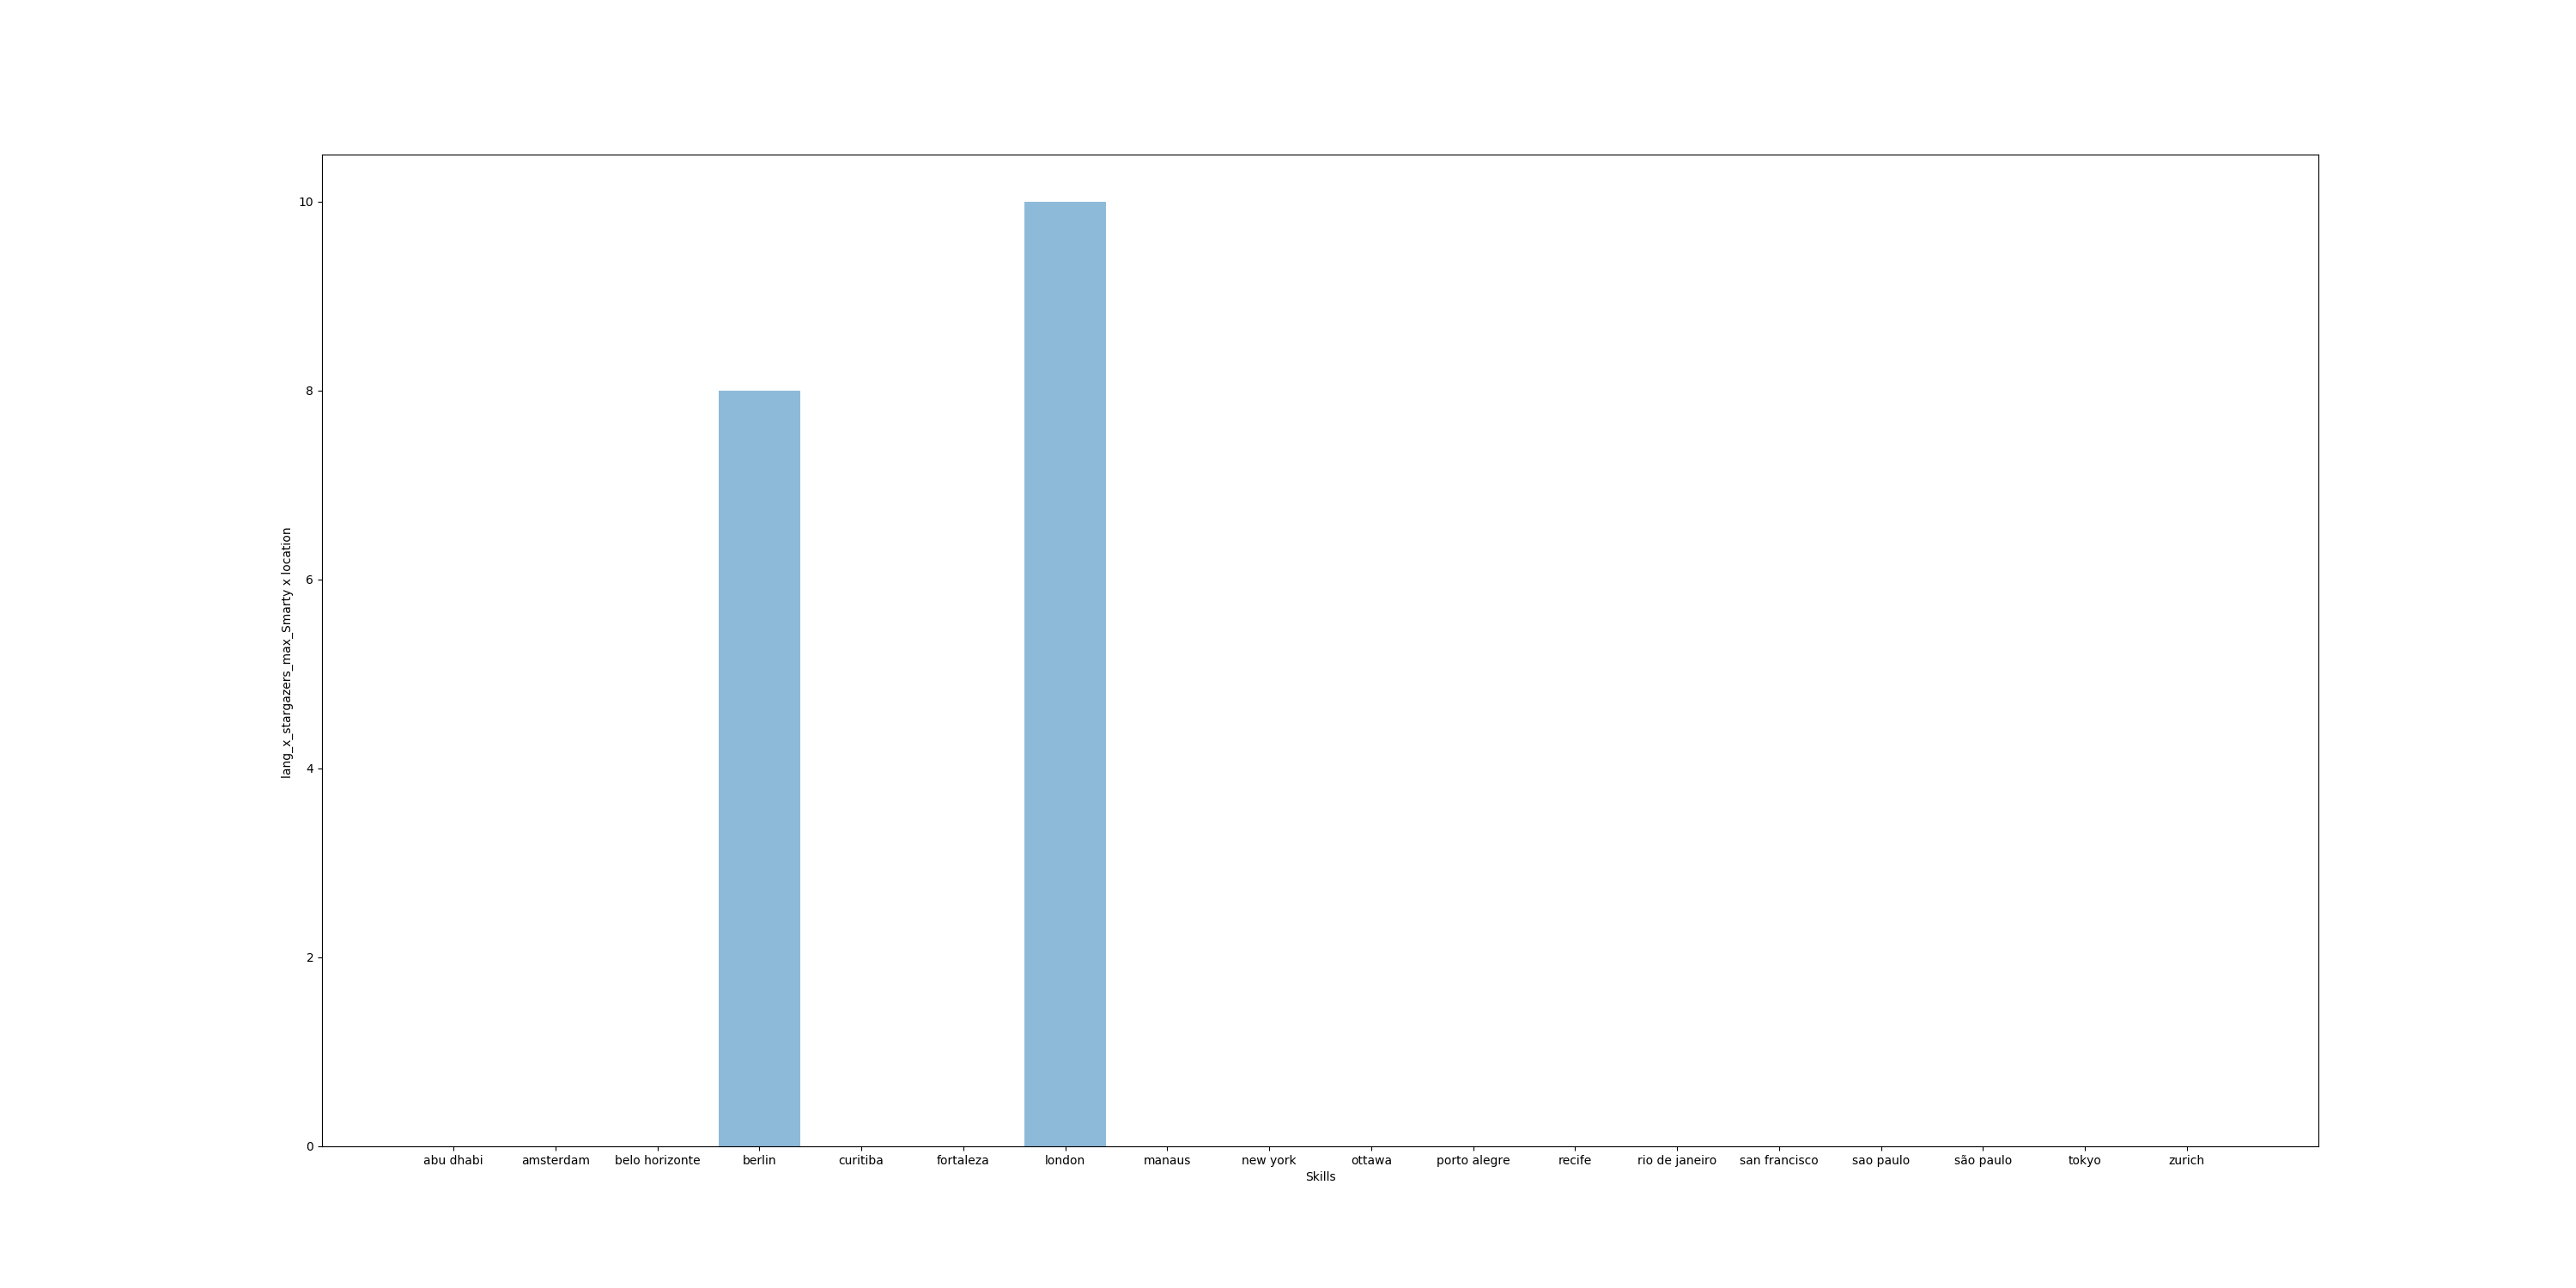 10
8
6
4
2
0
lang_x_stargazers_max_Smarty x location
abu dhabi amsterdam belo horizonte berlin curitiba fortaleza london manaus new york ottawa porto alegre recife rio de janeiro san francisco sao paulo são paulo tokyo zurich
Skills